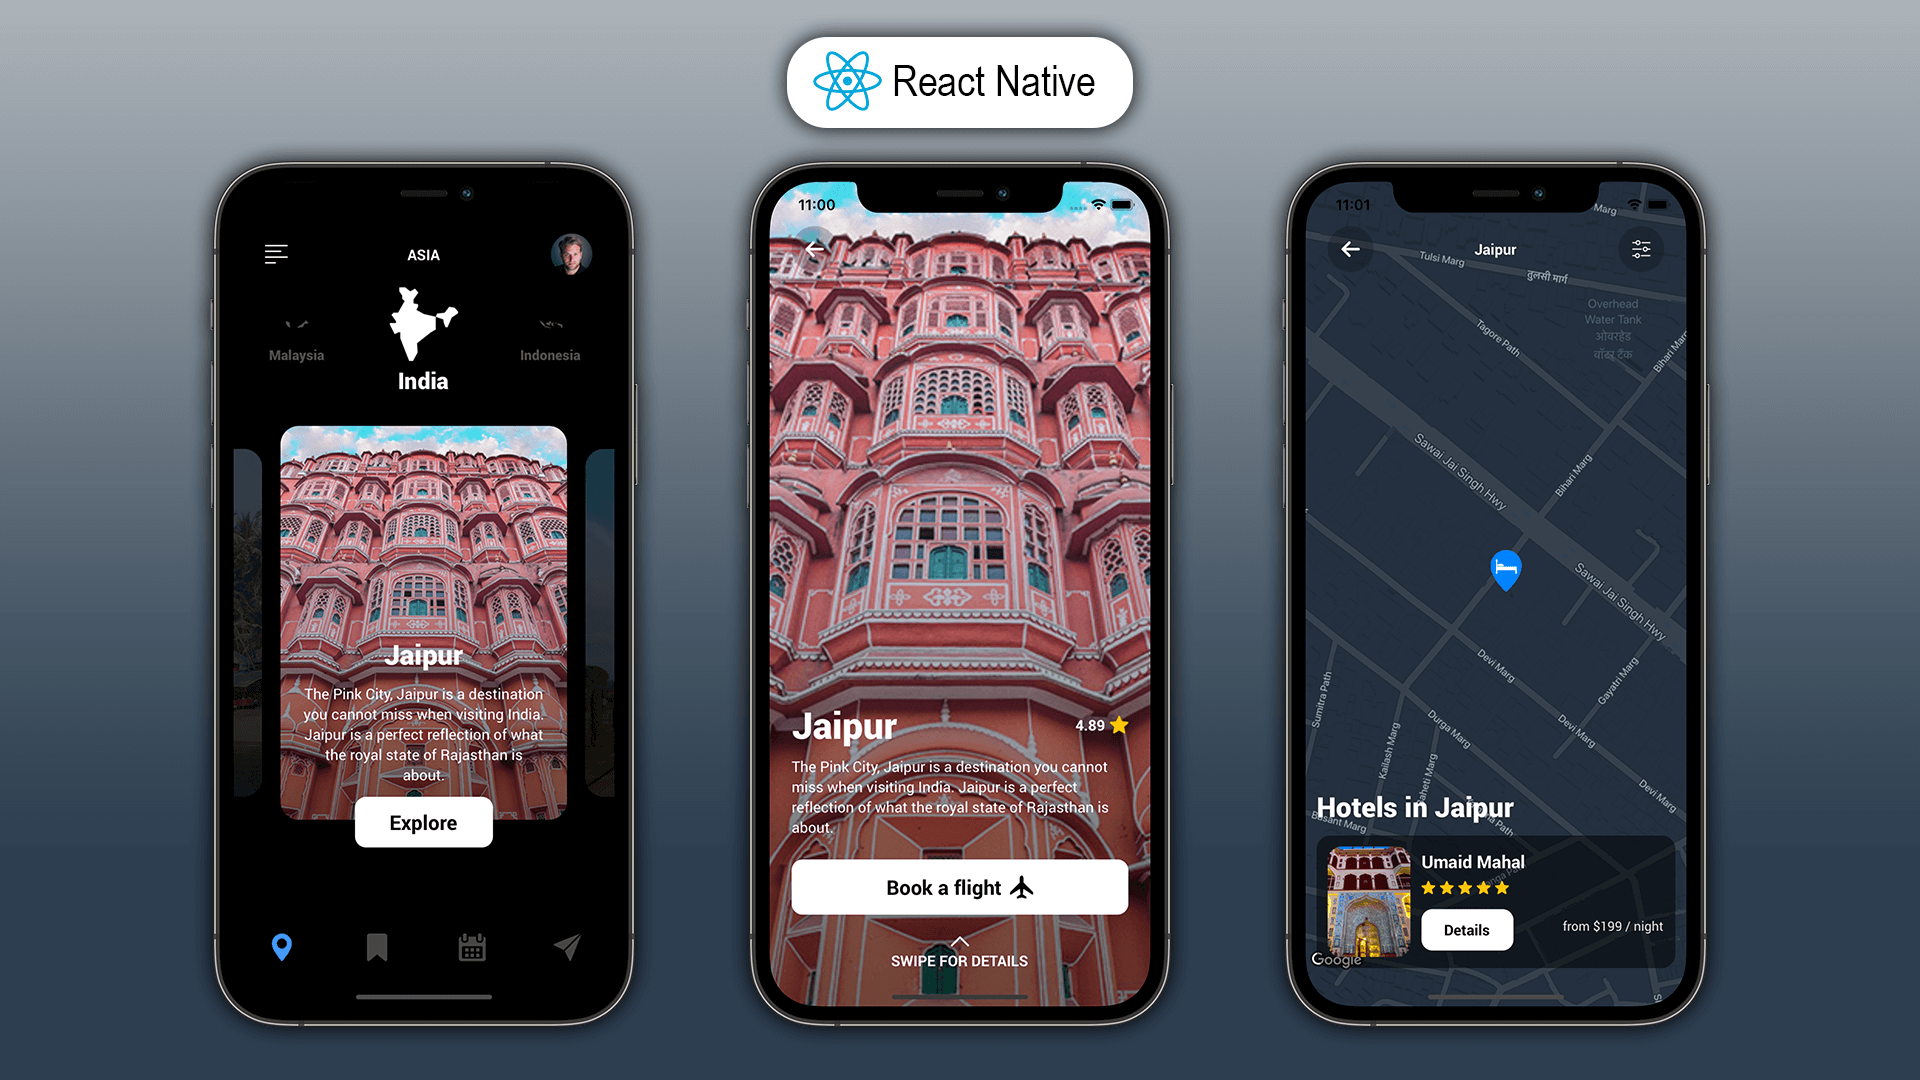 React Native
ASIA
Malaysia
India
Indonesia
Jaipur
The Pink City, Jaipur is a destination
you cannot miss when visiting India.
Jaipur is a perfect reflection of what
the royal state of Rajasthan is
about.
Explore
11:00
Jaipur
4.89
The Pink City, Jaipur is a destination you cannot
miss when visiting India. Jaipur is a perfect
reflection of what the royal state of Rajasthan is
about.
Book a flight
SWIPE FOR DETAILS
11:01
Marg
Jaipur
Tulsi Marg
तुलसी मार्ग
Overhead
Water Tank
ओवरहेड
वॉटर टैंक
Tagore Path
Bihari Marg
Sawai Jai Singh Hwy
Bihari Marg
Sawai Jai Singh Hwy
Devi Marg
Gayatri Marg
Sumitra Path
Durga Marg
Devi Marg
Kailash Marg
Devi Marg
Hotels in Jaipur
Path
Basant Marg
Umaid Mahal
Details
from $199 / night
Google